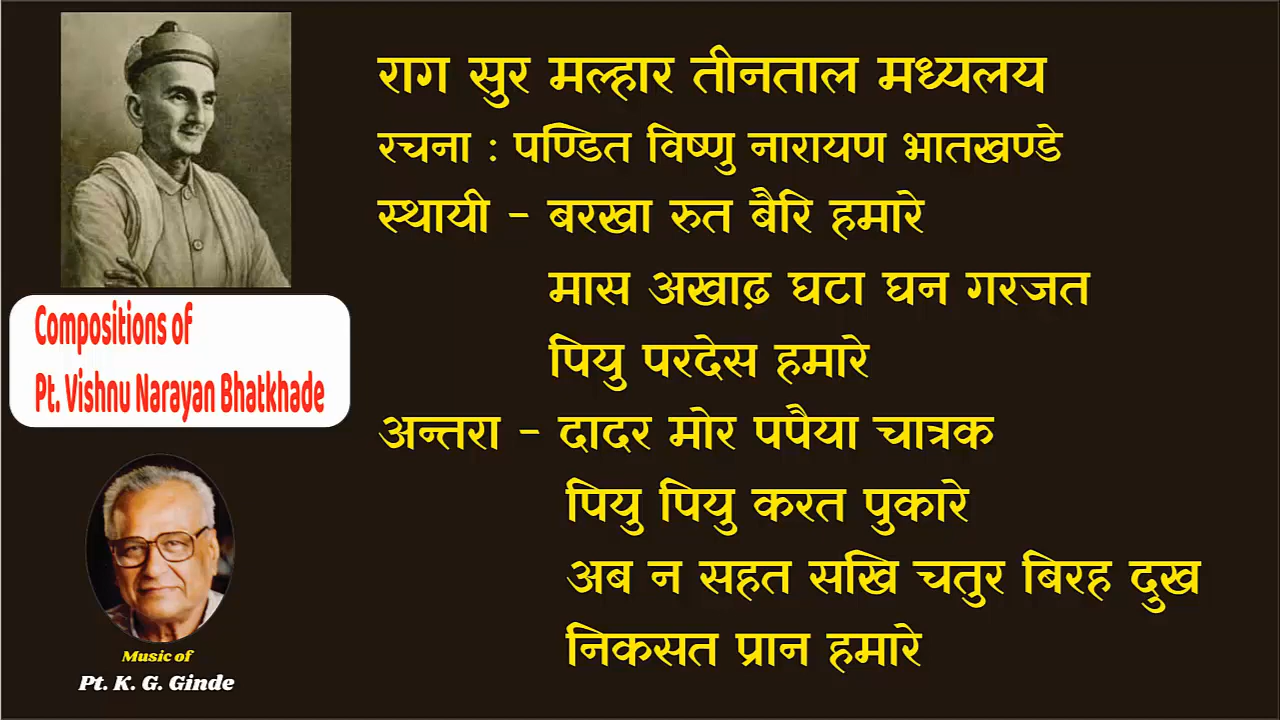 राग सुर मल्हार तीनताल मध्यलय
रचना : पण्डित विष्णु नारायण भातखण्डे
स्थायी - बरखा रुत बैरि हमारे
मास अखाढ़ घटा घन गरजत
पियु परदेस हमारे
अन्तरा - दादर मोर पपैया चात्रक
पियु पियु करत पुकारे
अब न सहत सखि चतुर बिरह दुख
निकसत प्रान हमारे
Compositions of
Pt. Vishnu Narayan Bhatkhade
Music of
Pt. K. G. Ginde